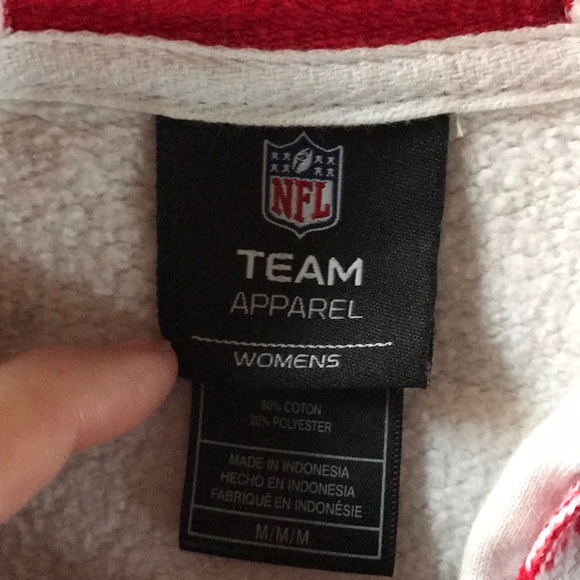 NFL
TEAM
APPAREL
WOMENS
80% COTON
20% POLYESTER
MADE IN INDONESIA
HECHO EN INDONESIA
FABRIQUÉ EN INDONÉSIE
M/M/M